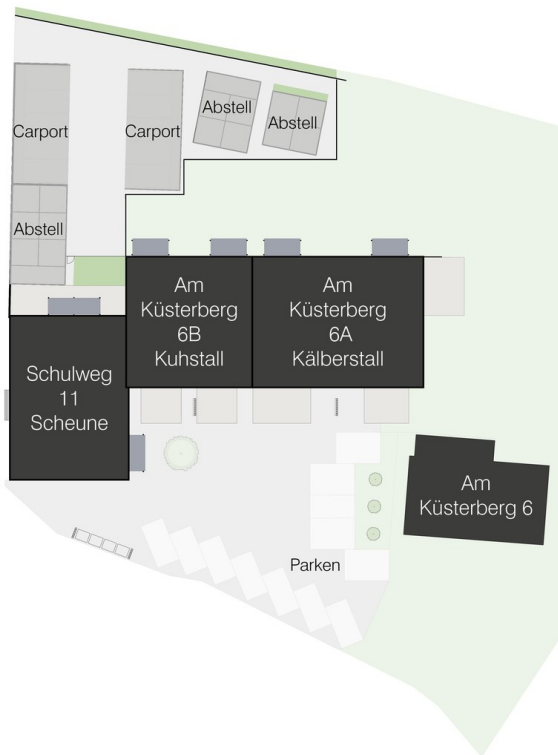 Carport
Carport
Abstell
Abstell
Abstell
Am
Küsterberg
6B
Kuhstall
Am
Küsterberg
6A
Kälberstall
Schulweg
11
Scheune
Am
Küsterberg 6
Parken